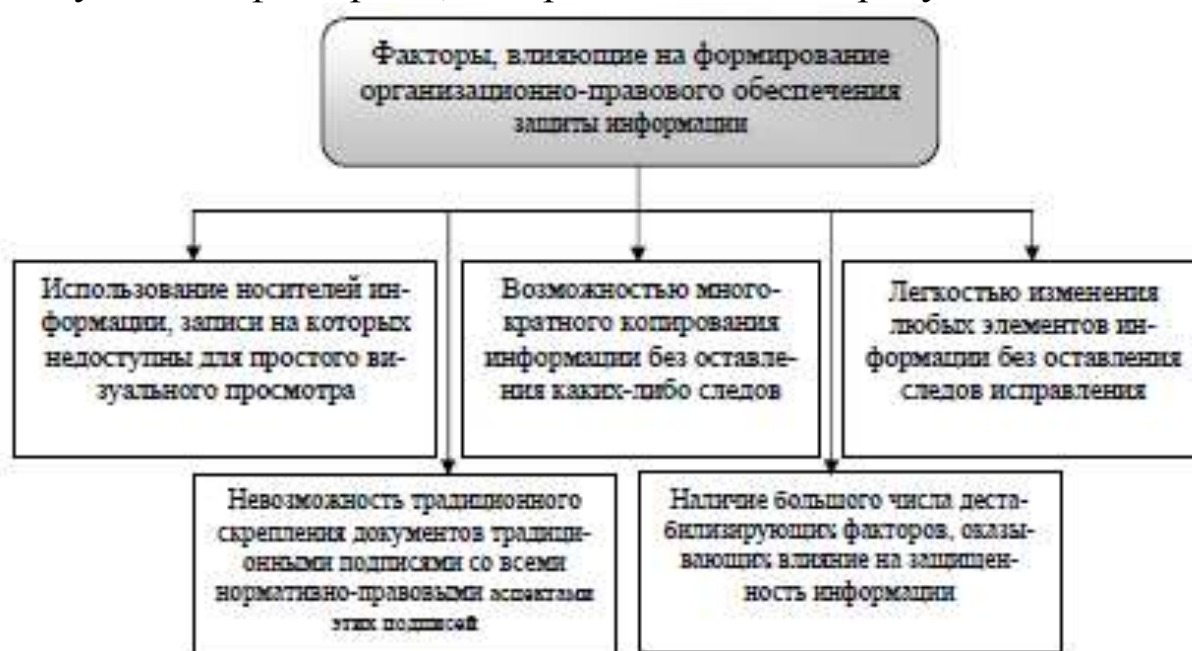 Факторы, влияющие на формирование
организационно-правового обеспечения
защиты информации
Использование носителей ин-
формации, записи на которых
недоступны для простого ви-
зуального просмотра
Возможностью много-
кратного копирования
информации без оставле-
ния каких-либо следов
Легкостью изменения
любых элементов ин-
формации без оставления
следов исправления
Невозможность традиционного
скрепления документов традици-
онными подписями со всеми
нормативно-правовыми аспектами
этих подписей
Наличие большого числа деста-
билизирующих факторов, оказы-
вающих влияние на защищен-
ность информации